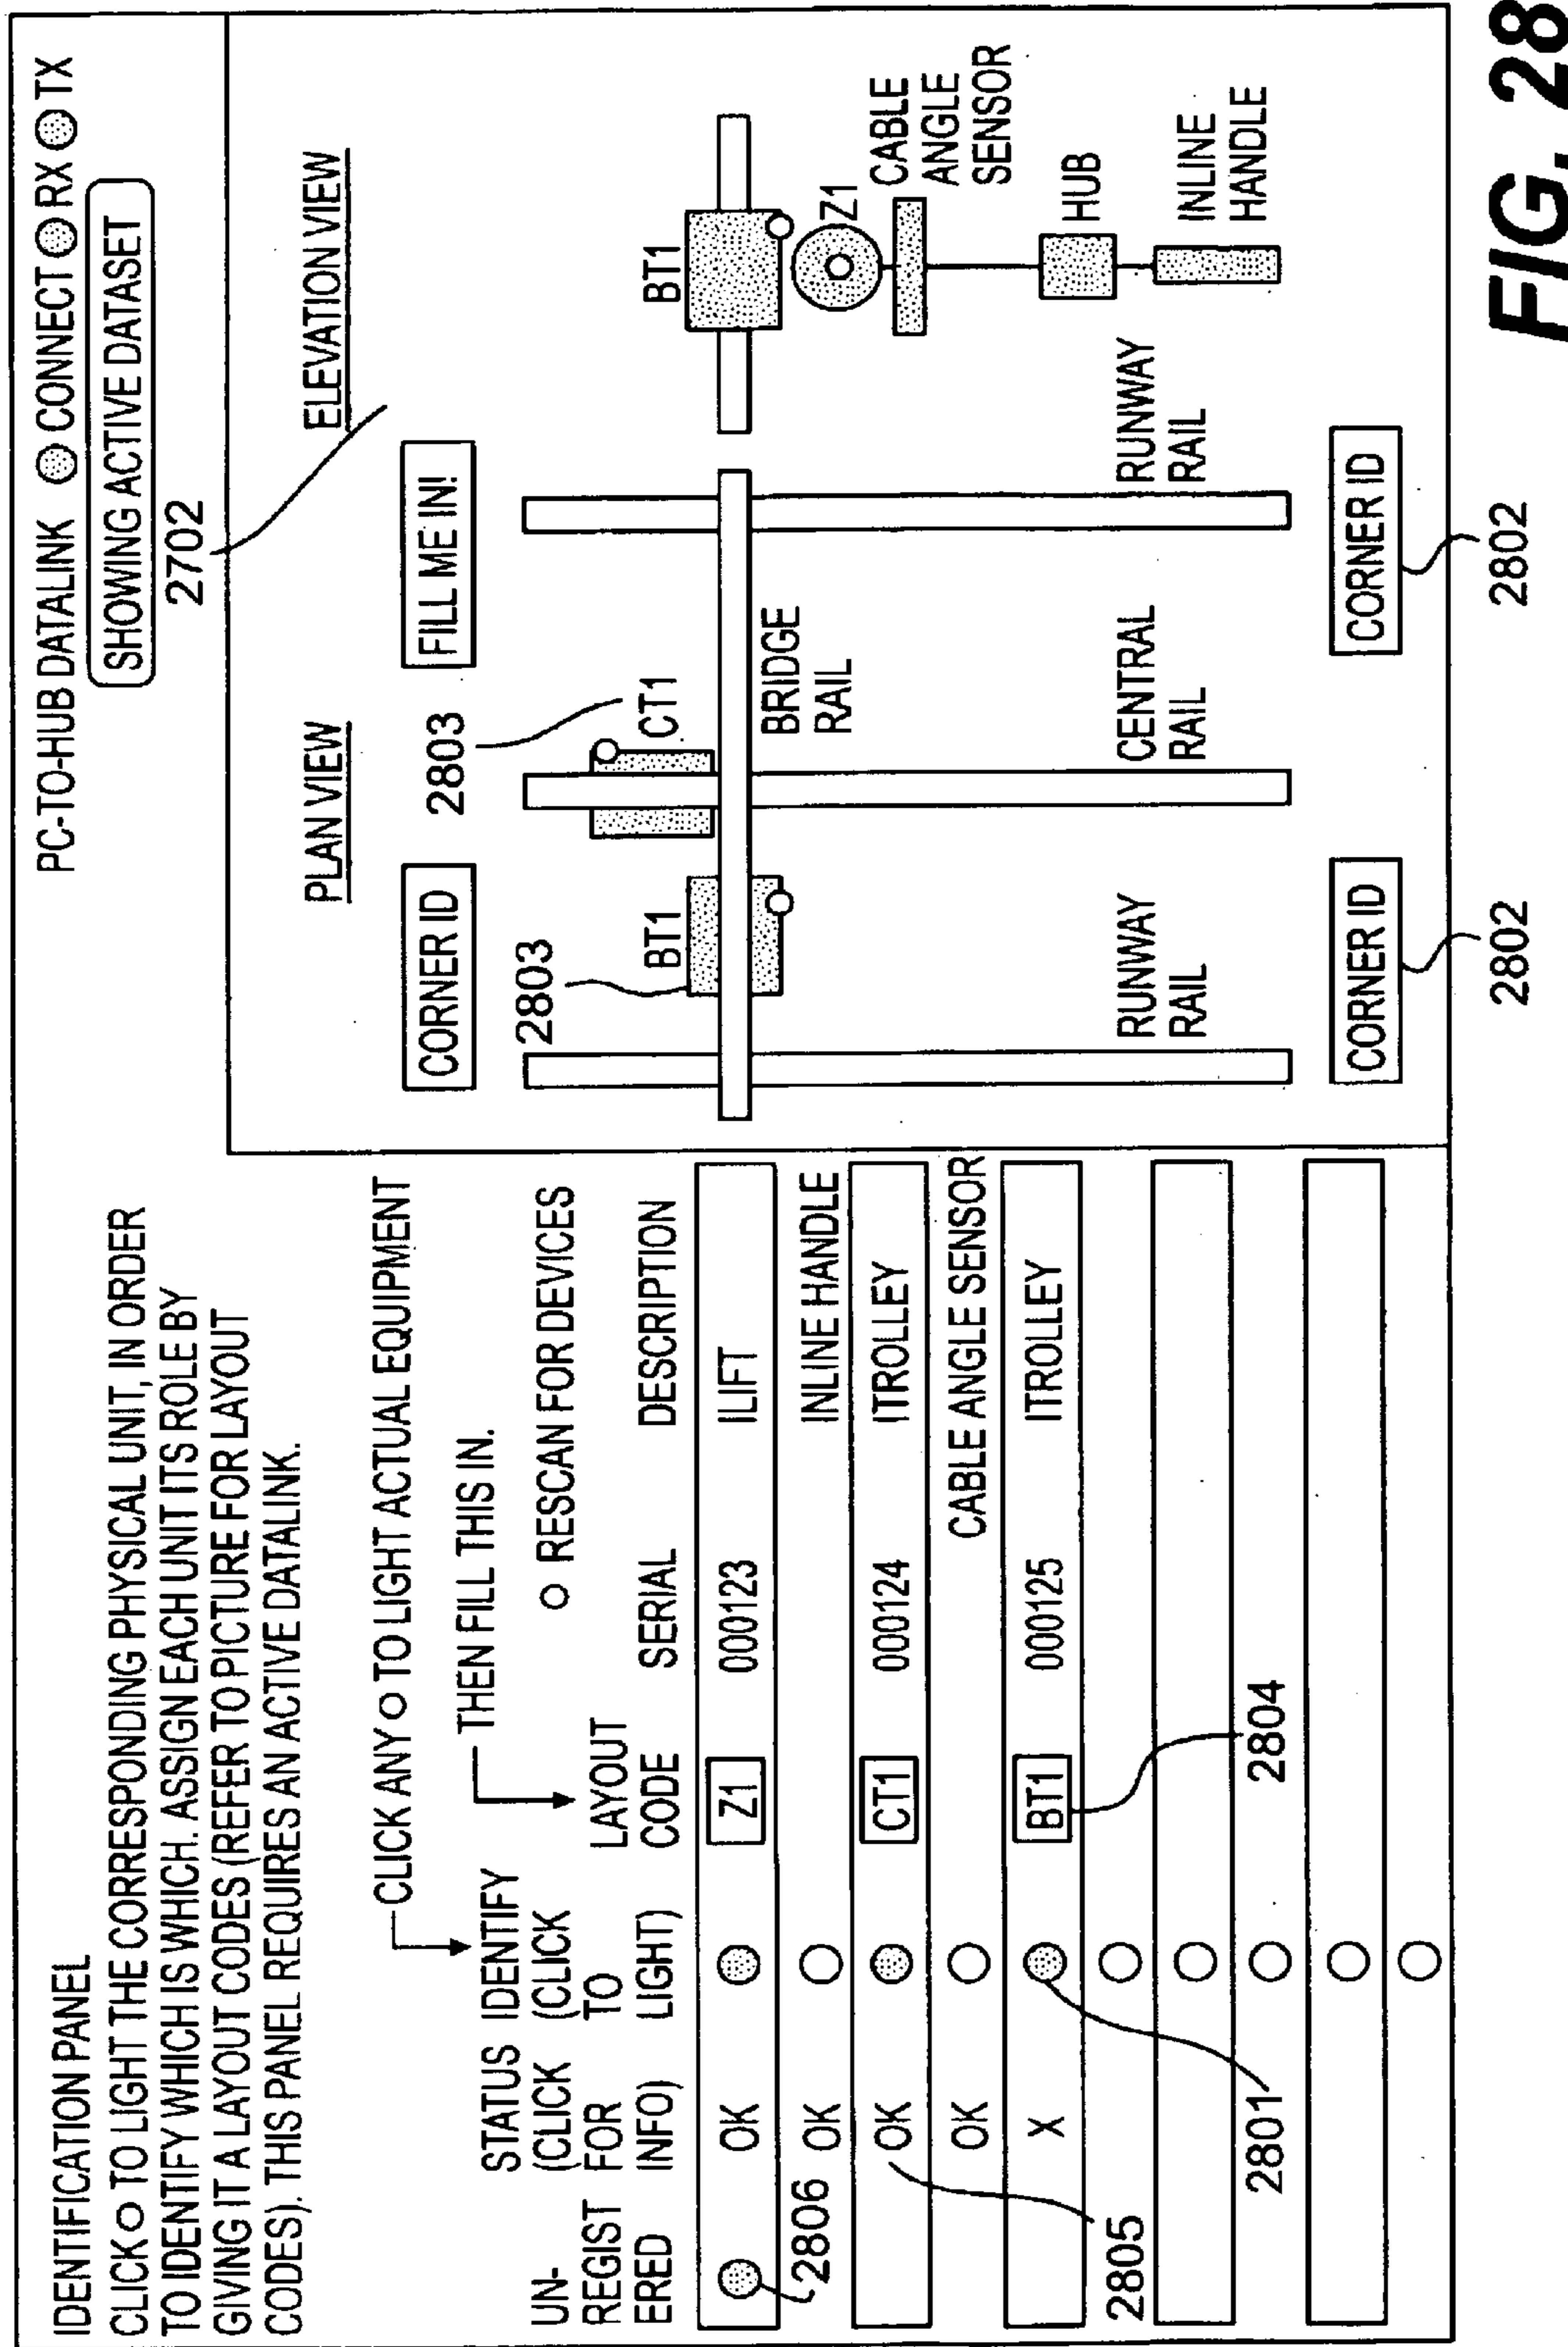 IDENTIFICATION PANEL
CLICK O TO LIGHT THE CORRESPONDING PHYSICAL UNIT, IN ORDER
TO IDENTIFY WHICH IS WHICH. ASSIGN EACH UNIT ITS ROLE BY
GIVING IT A LAYOUT CODES (REFER TO PICTURE FOR LAYOUT
CODES). THIS PANEL REQUIRES AN ACTIVE DATALINK.
PC-TO-HUB DATALINK CONNECT RX TX
SHOWING ACTIVE DATASET
2702
CLICK ANY O TO LIGHT ACTUAL EQUIPMENT
THEN FILL THIS IN.
O RESCAN FOR DEVICES
UN-
REGIST
ERED
STATUS
(CLICK
FOR
INFO)
IDENTIFY
(CLICK
TO
LIGHT)
LAYOUT
CODE
SERIAL
DESCRIPTION
OK Z1 000123 ILIFT
2806
OK INLINE HANDLE
OK CT1 000124 ITROLLEY
OK CABLE ANGLE SENSOR
X BT1 000125 ITROLLEY
2805
2801
2804
PLAN VIEW
CORNER ID
FILL ME IN!
2803
2803
CT1
BT1
BRIDGE
RAIL
RUNWAY
RAIL
CENTRAL
RAIL
RUNWAY
RAIL
CORNER ID
CORNER ID
2802
2802
ELEVATION VIEW
BT1
Z1
CABLE
ANGLE
SENSOR
HUB
INLINE
HANDLE
FIG. 28